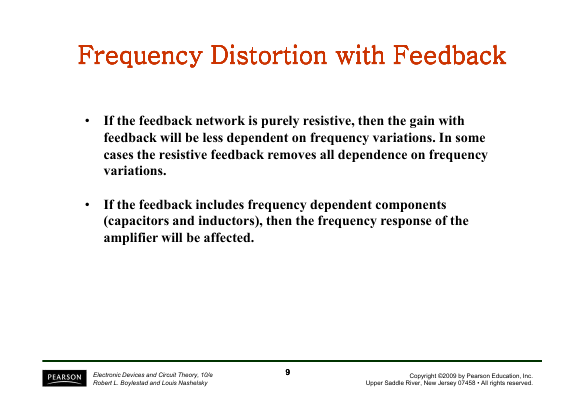 Frequency Distortion with Feedback
• If the feedback network is purely resistive, then the gain with
feedback will be less dependent on frequency variations. In some
cases the resistive feedback removes all dependence on frequency
variations.
• If the feedback includes frequency dependent components
(capacitors and inductors), then the frequency response of the
amplifier will be affected.
PEARSON
Electronic Devices and Circuit Theory, 10/e
Robert L. Boylestad and Louis Nashelsky
9
Copyright ©2009 by Pearson Education, Inc.
Upper Saddle River, New Jersey 07458 • All rights reserved.